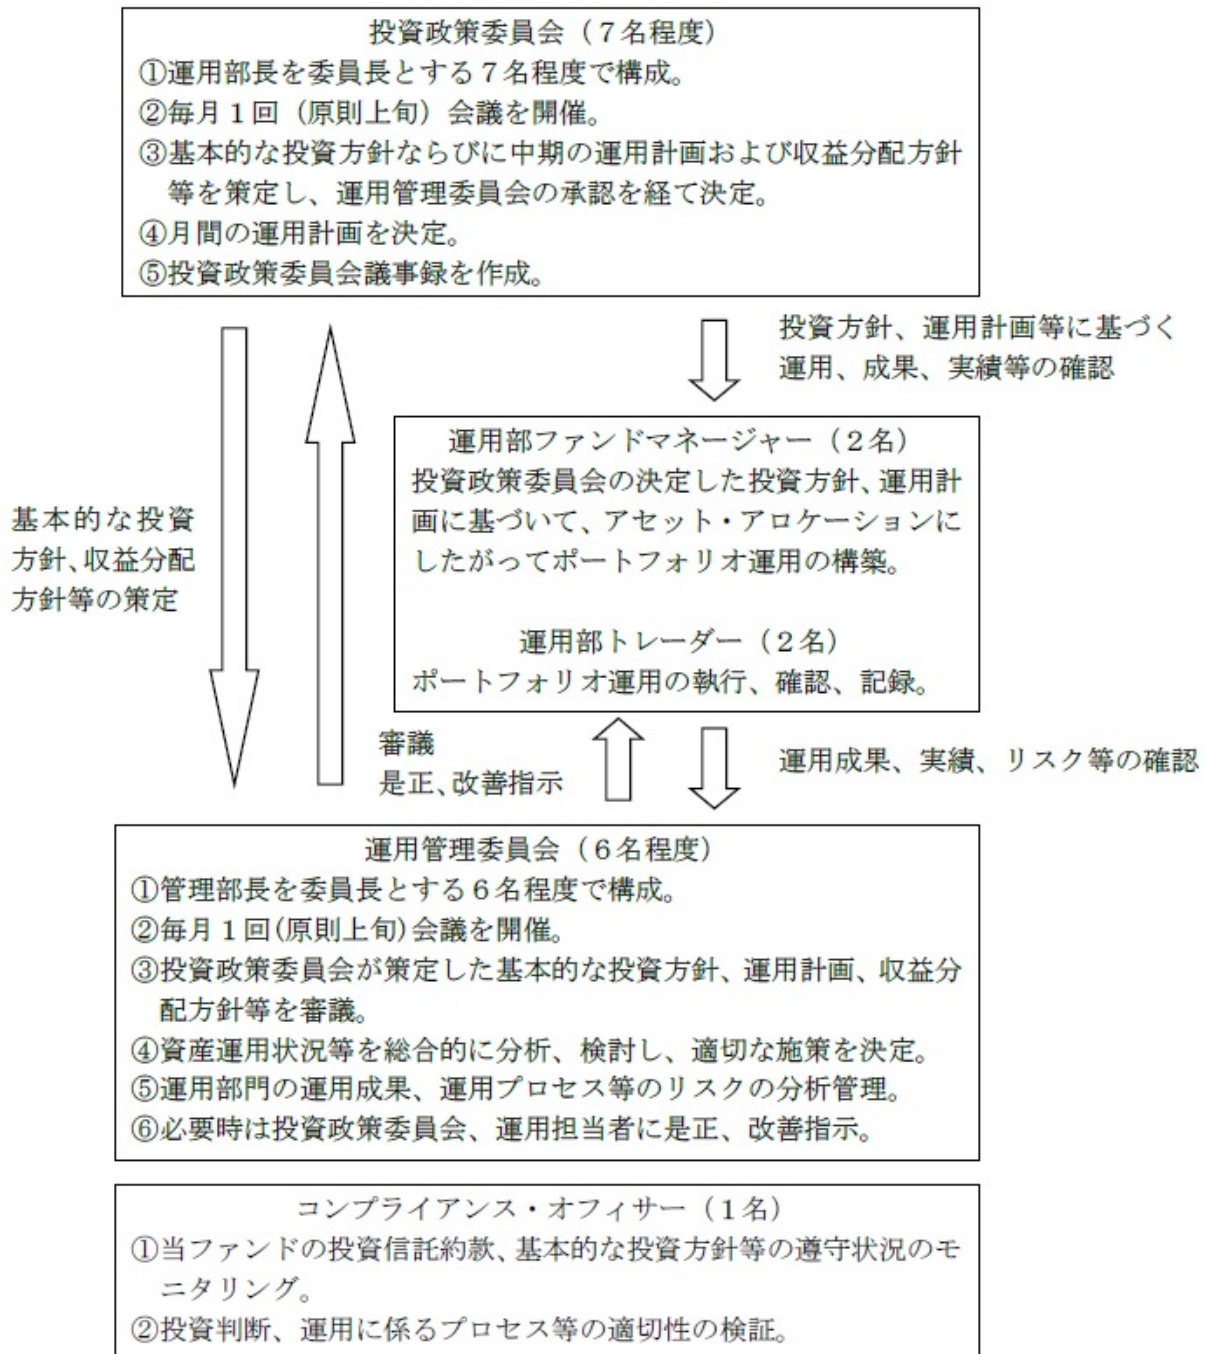 投資政策委員会（７名程度）
①運用部長を委員長とする７名程度で構成。
②毎月１回（原則上旬）会議を開催。
③基本的な投資方針ならびに中期の運用計画および収益分配方針
等を策定し、運用管理委員会の承認を経て決定。
④月間の運用計画を決定。
⑤投資政策委員会議事録を作成。
投資方針、運用計画等に基づく
運用、成果、実績等の確認
運用部ファンドマネージャー（２名）
投資政策委員会の決定した投資方針、運用計
画に基づいて、アセット・アロケーションに
したがってポートフォリオ運用の構築。
運用部トレーダー（２名）
ポートフォリオ運用の執行、確認、記録。
基本的な投資
方針、収益分配
方針等の策定
審議
是正、改善指示
運用成果、実績、リスク等の確認
運用管理委員会（６名程度）
①管理部長を委員長とする６名程度で構成。
②毎月１回(原則上旬)会議を開催。
③投資政策委員会が策定した基本的な投資方針、運用計画、収益分
配方針等を審議。
④資産運用状況等を総合的に分析、検討し、適切な施策を決定。
⑤運用部門の運用成果、運用プロセス等のリスクの分析管理。
⑥必要時は投資政策委員会、運用担当者に是正、改善指示。
コンプライアンス・オフィサー（１名）
①当ファンドの投資信託約款、基本的な投資方針等の遵守状況のモ
ニタリング。
②投資判断、運用に係るプロセス等の適切性の検証。